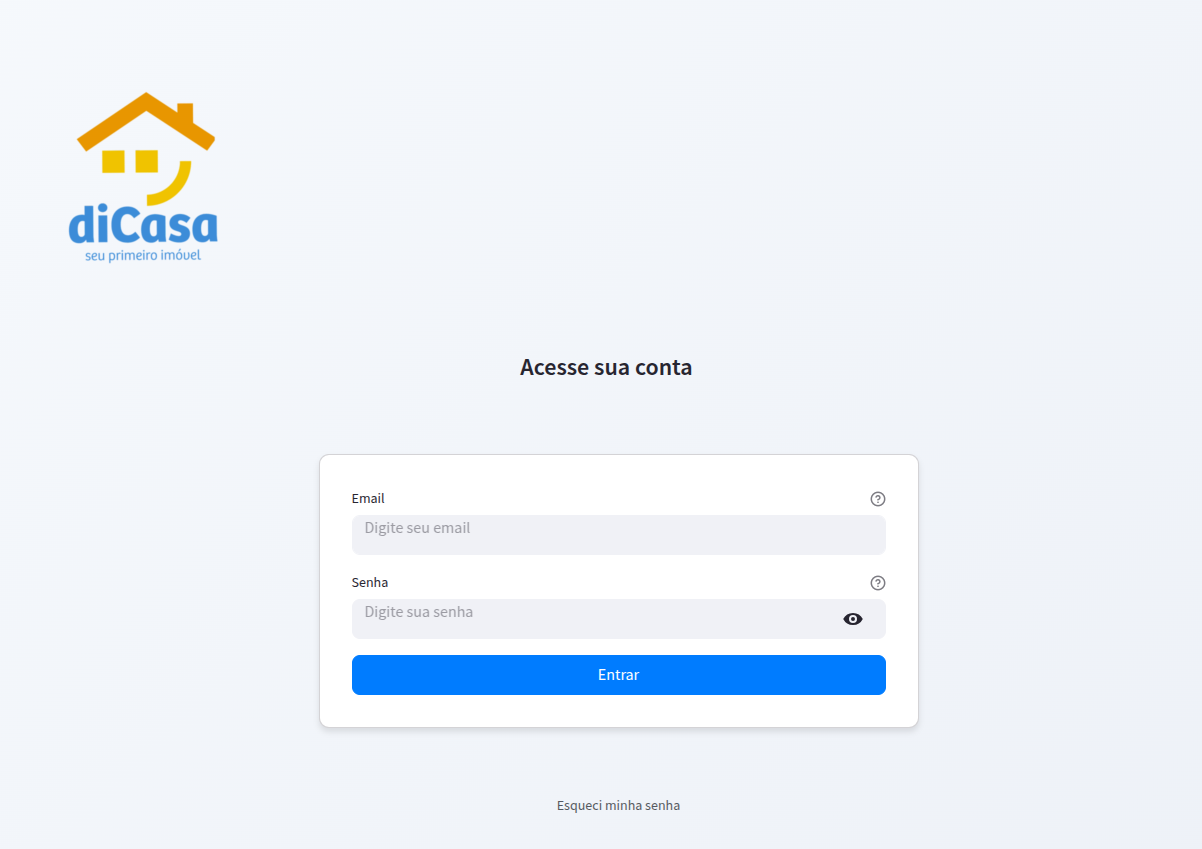 diCasa
seu primeiro imóvel
Acesse sua conta
Email
Digite seu email
Senha
Digite sua senha
Entrar
Esqueci minha senha